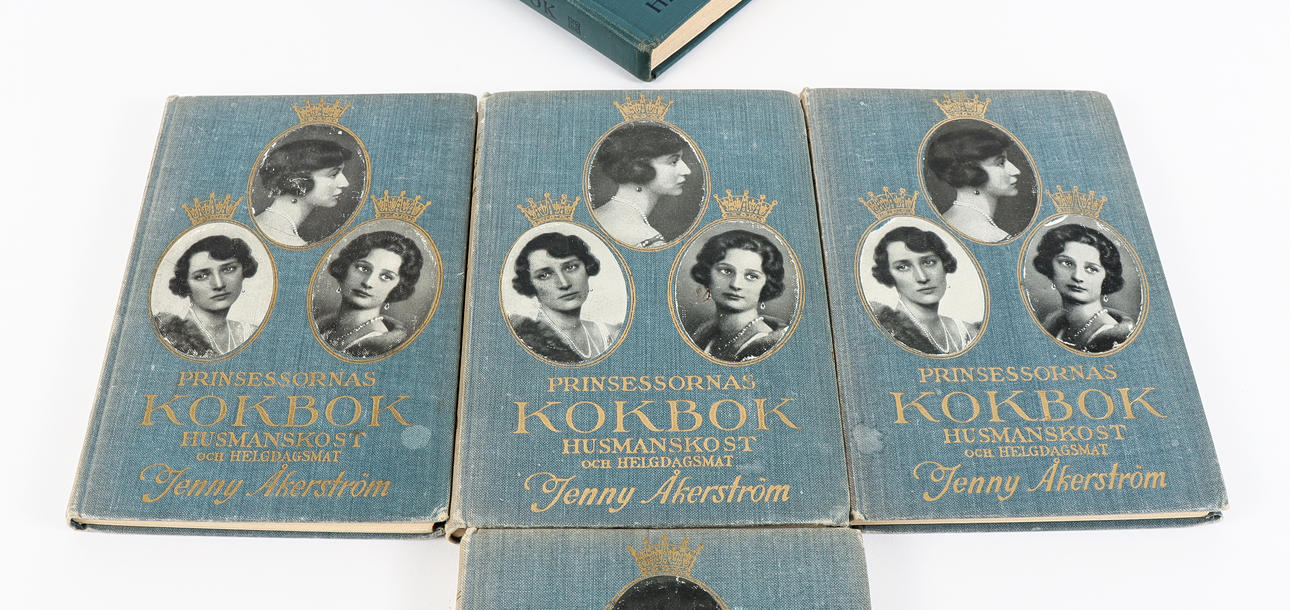 OK
PRINSESSORNAS
KOKBOK
HUSMANSKOST
OCH HELGDAGSMAT
Jenny Åkerström
PRINSESSORNAS
KOKBOK
HUSMANSKOST
OCH HELGDAGSMAT
Jenny Åkerström
PRINSESSORNAS
KOKBOK
HUSMANSKOST
OCH HELGDAGSMAT
Jenny Åkerström